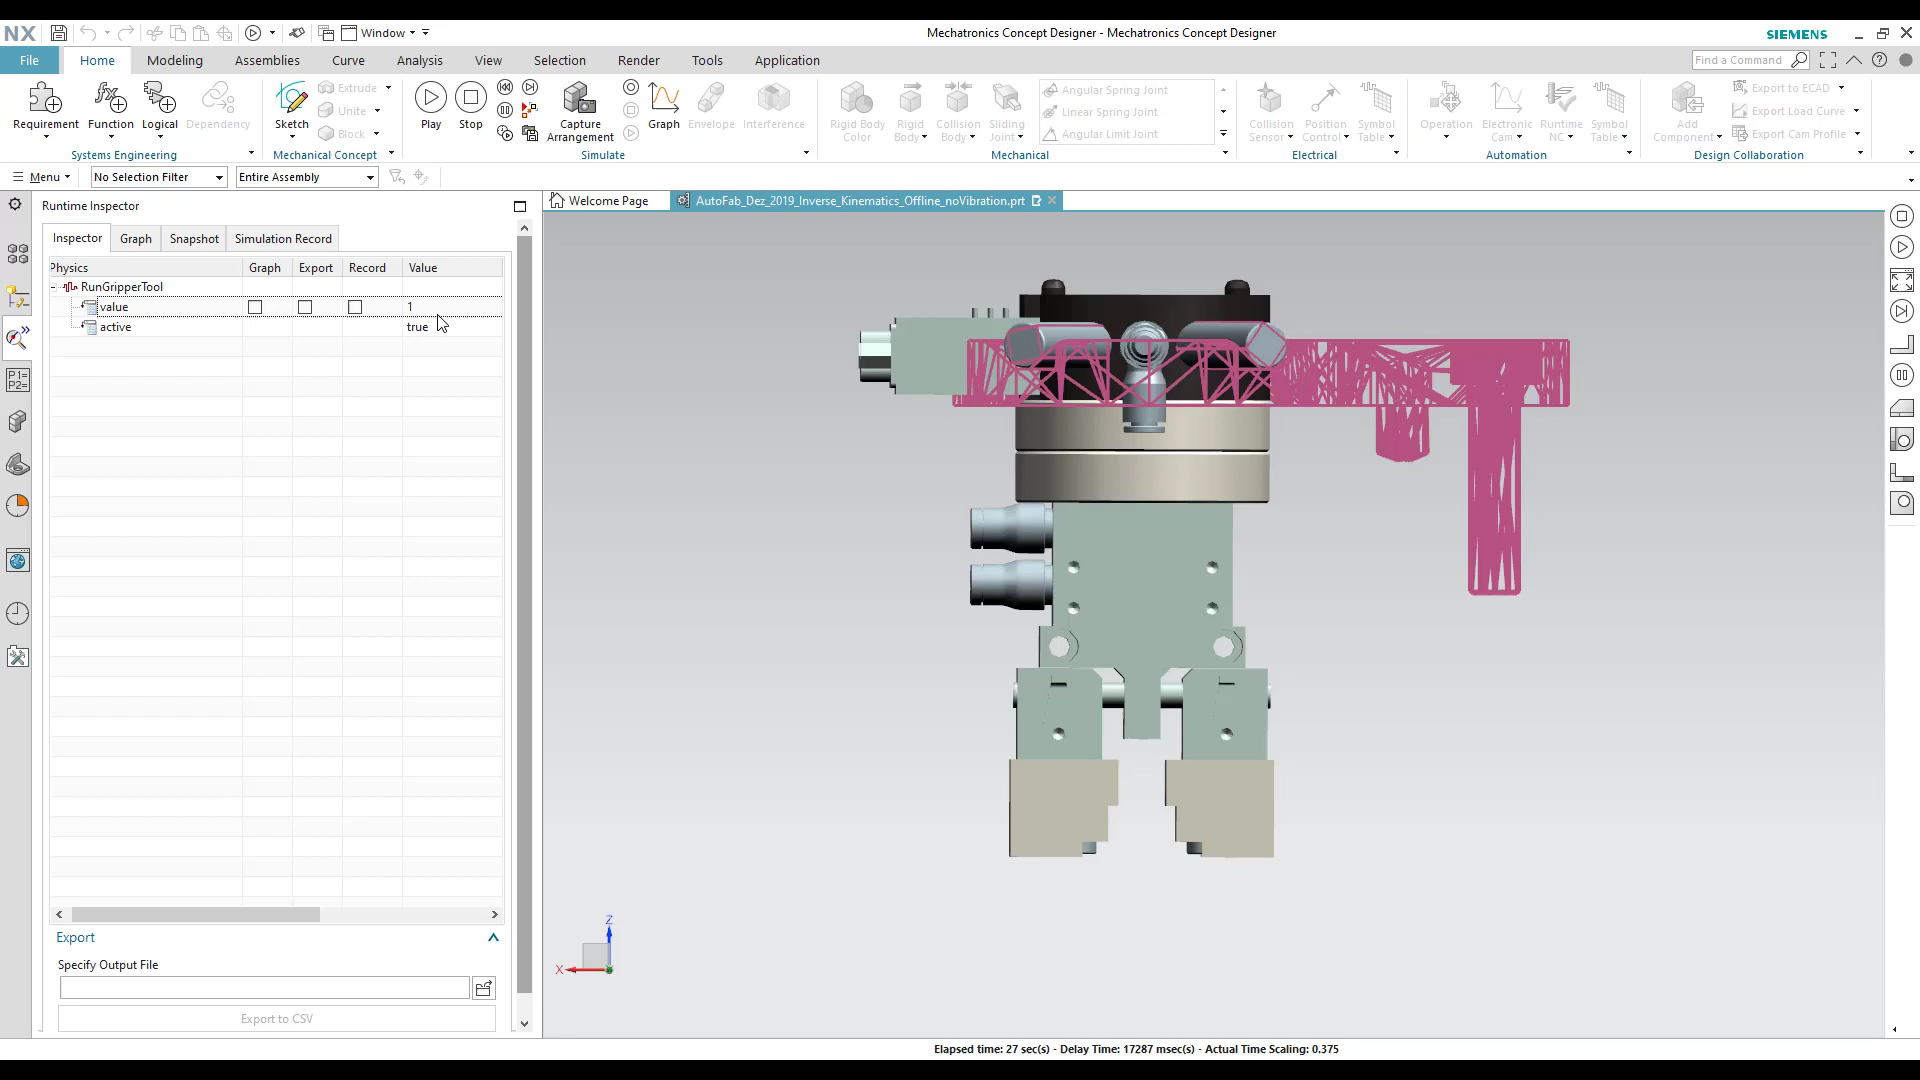 NX
Window
Mechatronics Concept Designer - Mechatronics Concept Designer
SIEMENS
File
Home
Modeling
Assemblies
Curve
Analysis
View
Selection
Render
Tools
Application
Find a Command
Requirement
Function
Logical
Dependency
Systems Engineering
Sketch
Extrude
Unite
Block
Mechanical Concept
Play
Stop
Capture
Arrangement
Graph
Envelope
Interference
Simulate
Rigid Body
Color
Rigid
Body
Collision
Body
Sliding
Joint
Angular Spring Joint
Linear Spring Joint
Angular Limit Joint
Mechanical
Collision
Sensor
Position
Control
Symbol
Table
Electrical
Operation
Electronic
Cam
Runtime
NC
Symbol
Table
Automation
Add
Component
Export to ECAD
Export Load Curve
Export Cam Profile
Design Collaboration
Menu
No Selection Filter
Entire Assembly
Runtime Inspector
Welcome Page
AutoFab_Dez_2019_Inverse_Kinematics_Offline_noVibration.prt
Inspector
Graph
Snapshot
Simulation Record
Physics
Graph
Export
Record
Value
RunGripperTool
value
1
active
true
P1=
P2=
Z
X
Export
Specify Output File
Export to CSV
Elapsed time: 27 sec(s) - Delay Time: 17287 msec(s) - Actual Time Scaling: 0.375